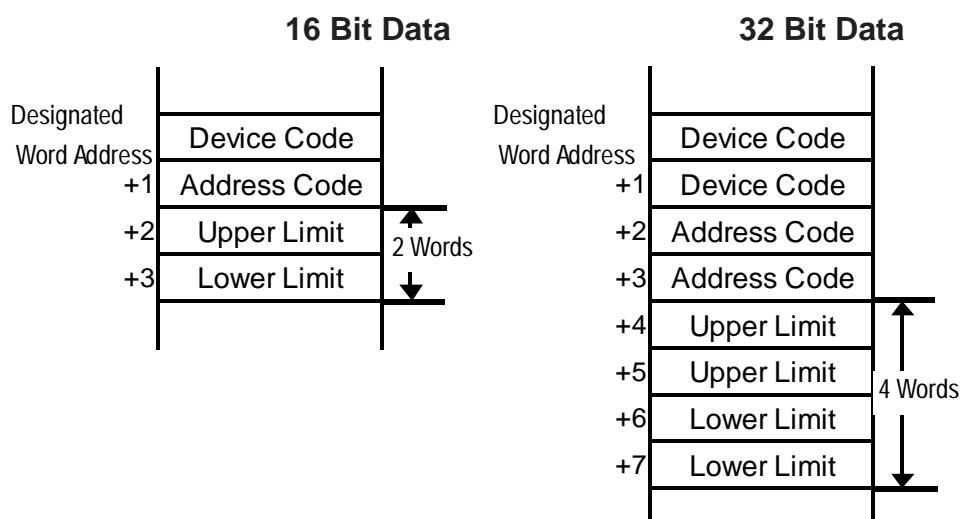 16 Bit Data
Designated
Word Address
Device Code
+1 Address Code
+2 Upper Limit
+3 Lower Limit
2 Words
32 Bit Data
Designated
Word Address
Device Code
+1 Device Code
+2 Address Code
+3 Address Code
+4 Upper Limit
+5 Upper Limit
+6 Lower Limit
+7 Lower Limit
4 Words